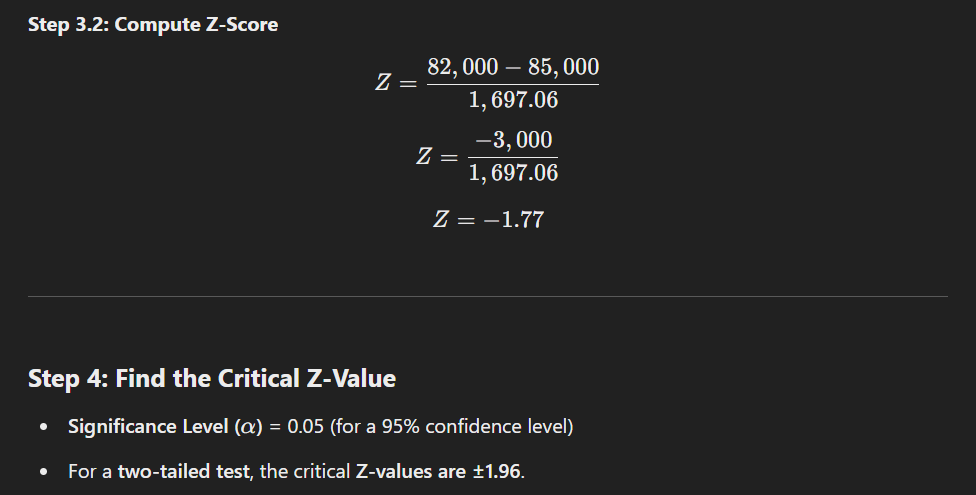 Step 3.2: Compute Z-Score
Z = \frac{82,000 − 85,000}{1,697.06}
Z = \frac{−3,000}{1,697.06}
Z = −1.77
Step 4: Find the Critical Z-Value
• Significance Level (α) = 0.05 (for a 95% confidence level)
• For a two-tailed test, the critical Z-values are ±1.96.